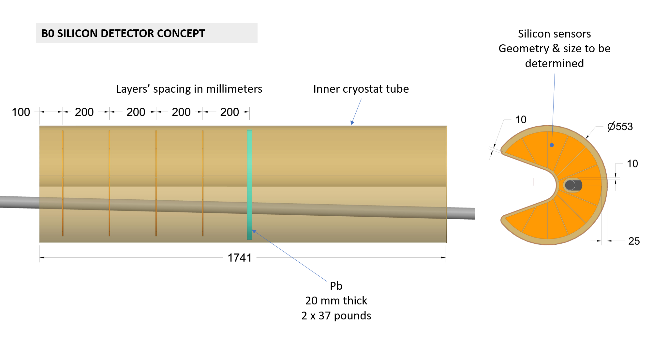 B0 SILICON DETECTOR CONCEPT
Silicon sensors
Geometry & size to be
determined
Layers' spacing in millimeters
Inner cryostat tube
100 200 200 200 200
10
Ø553
10
25
1741
Pb
20 mm thick
2 x 37 pounds